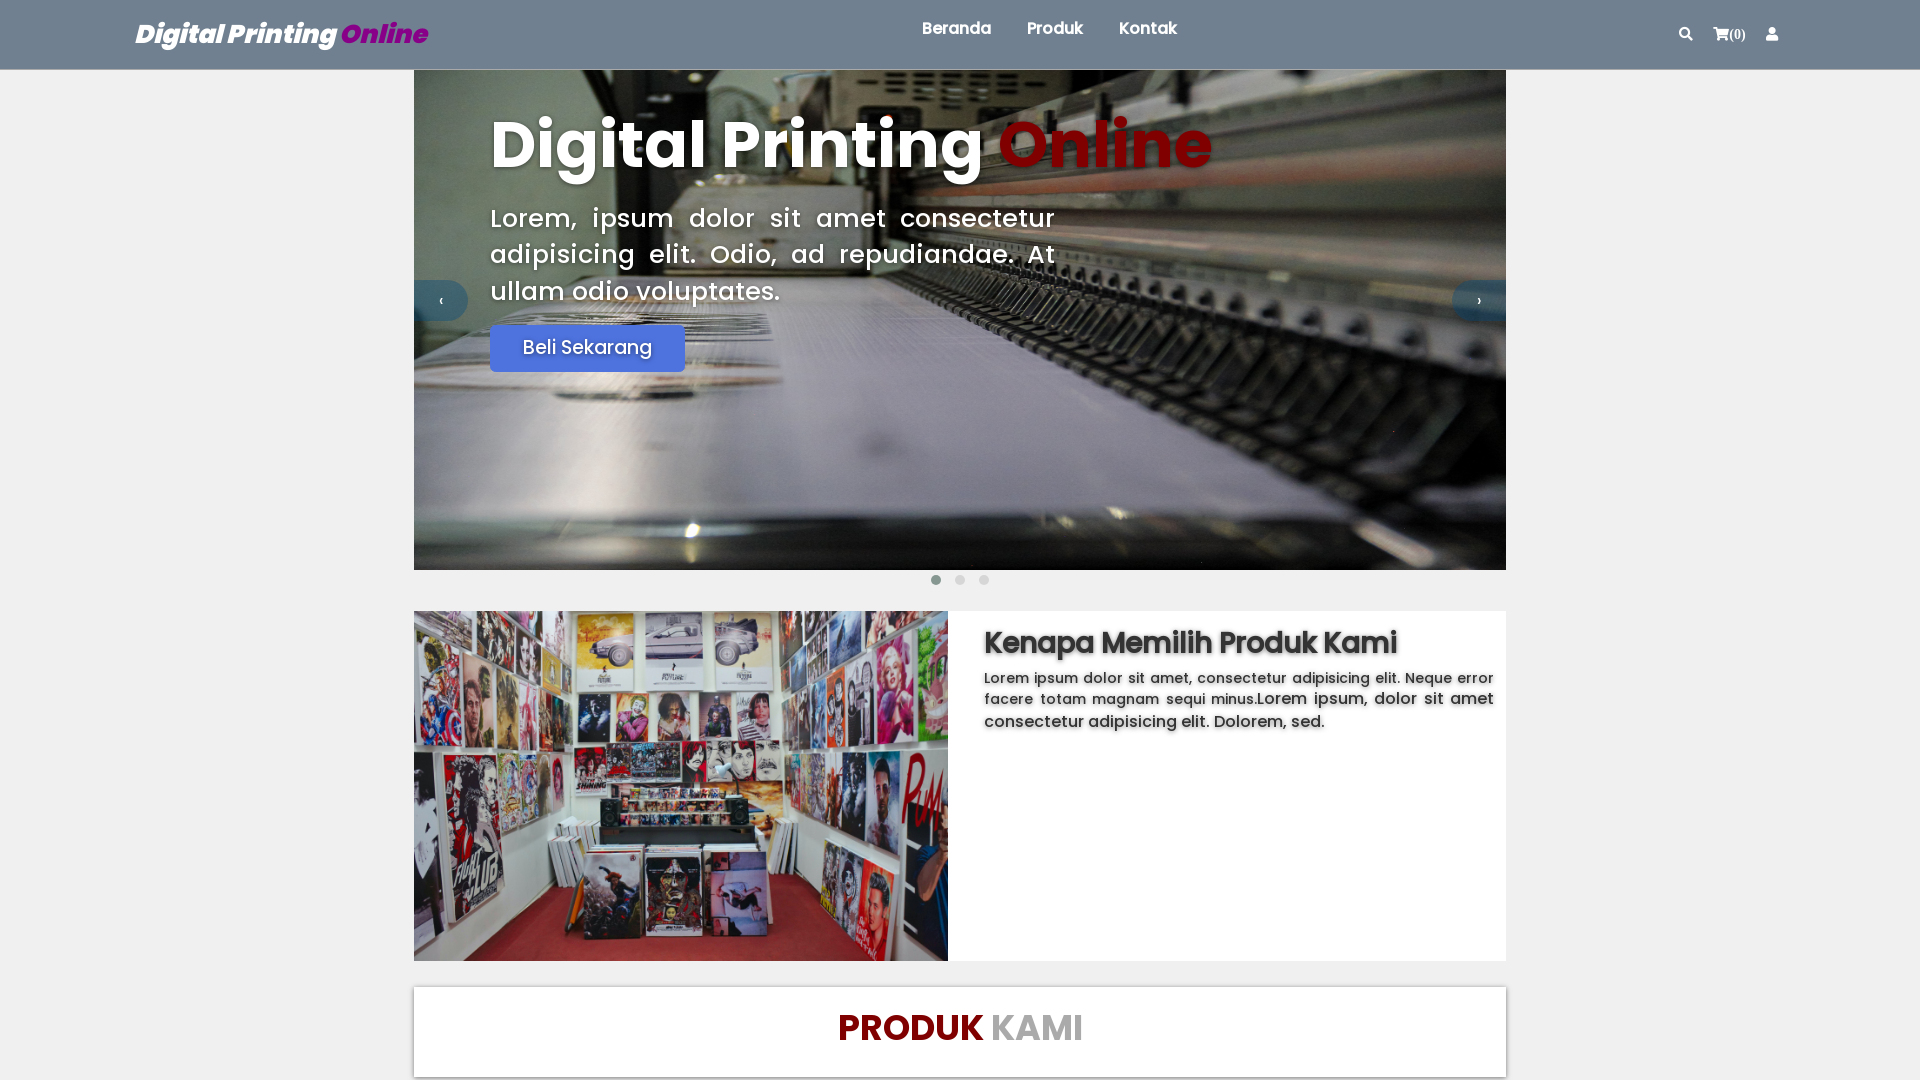 Digital Printing Online
Beranda
Produk
Kontak
(0)
Digital Printing Online
Lorem, ipsum dolor sit amet consectetur
adipisicing elit. Odio, ad repudiandae. At
ullam odio voluptates.
‹
›
Beli Sekarang
Kenapa Memilih Produk Kami
Lorem ipsum dolor sit amet, consectetur adipisicing elit. Neque error
facere totam magnam sequi minus.Lorem ipsum, dolor sit amet
consectetur adipisicing elit. Dolorem, sed.
FIGHT
CLUB
PRODUK KAMI